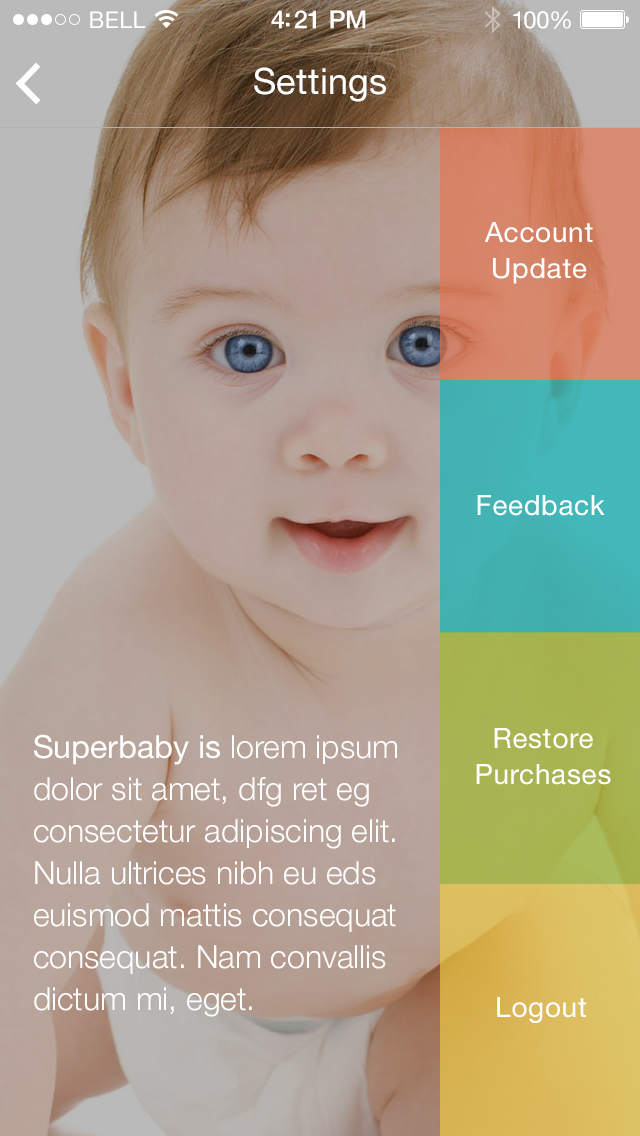 BELL 4:21 PM 100%
Settings
Account
Update
Feedback
Restore
Purchases
Superbaby is lorem ipsum
dolor sit amet, dfg ret eg
consectetur adipiscing elit.
Nulla ultrices nibh eu eds
euismod mattis consequat
consequat. Nam convallis
dictum mi, eget.
Logout